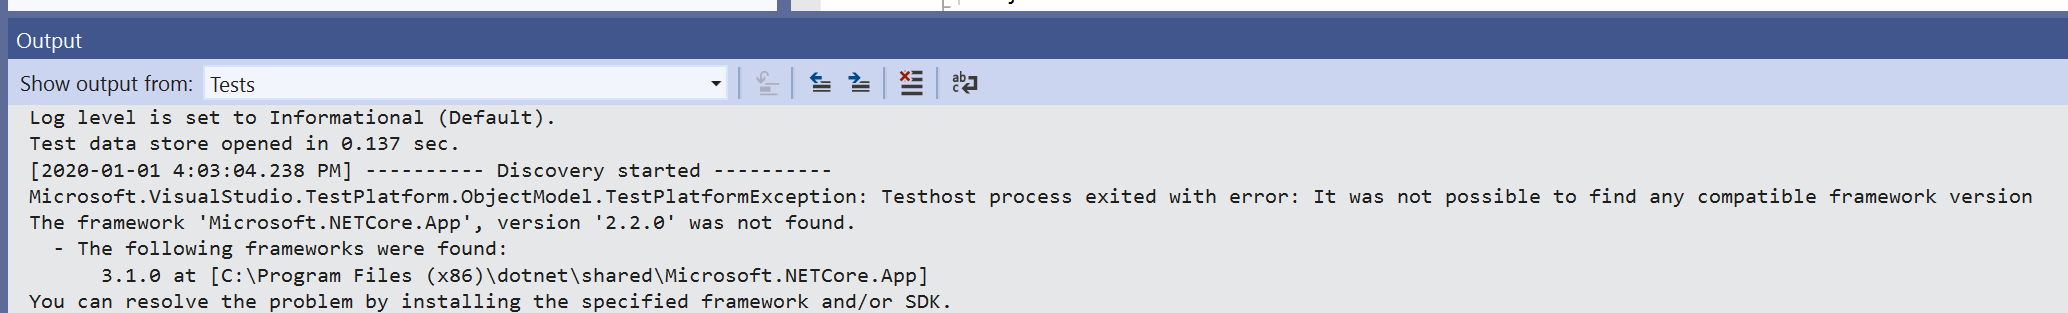 Output
Show output from: Tests
Log level is set to Informational (Default).
Test data store opened in 0.137 sec.
[2020-01-01 4:03:04.238 PM] ---------- Discovery started ----------
Microsoft.VisualStudio.TestPlatform.ObjectModel.TestPlatformException: Testhost process exited with error: It was not possible to find any compatible framework version
The framework 'Microsoft.NETCore.App', version '2.2.0' was not found.
  - The following frameworks were found:
      3.1.0 at [C:\Program Files (x86)\dotnet\shared\Microsoft.NETCore.App]
You can resolve the problem by installing the specified framework and/or SDK.